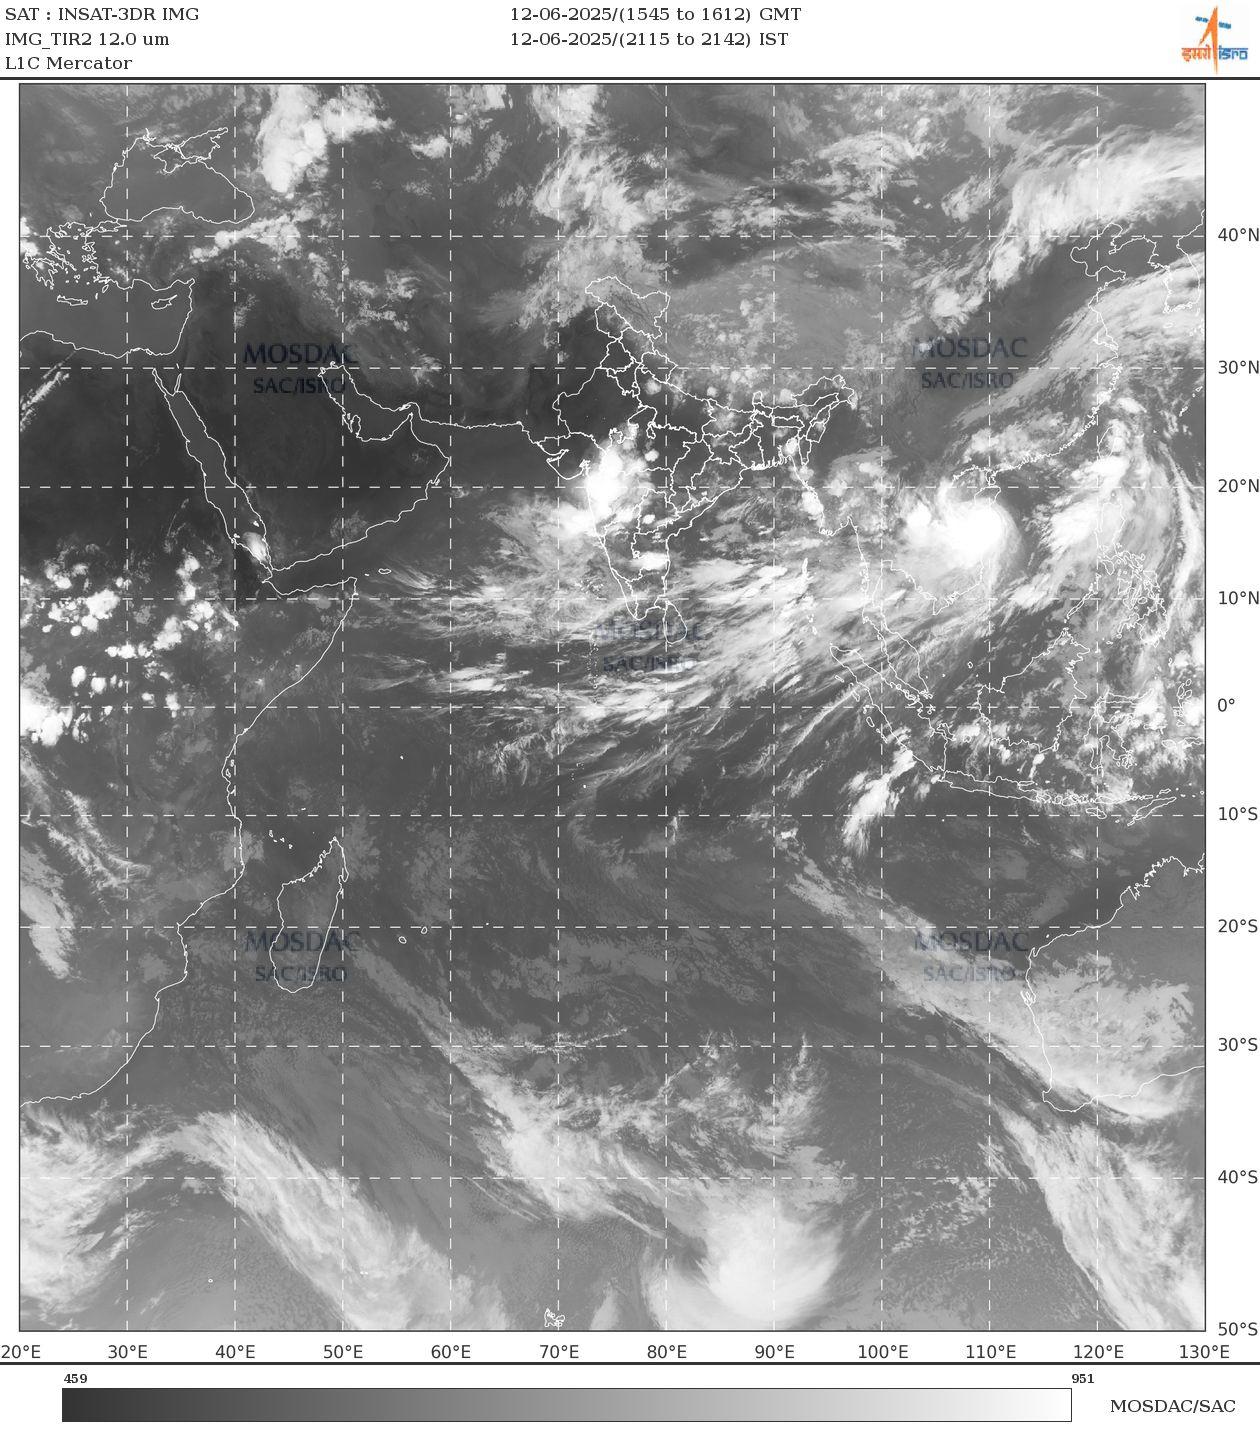 SAT : INSAT-3DR IMG
12-06-2025/(1545 to 1612) GMT
IMG_TIR2 12.0 um
12-06-2025/(2115 to 2142) IST
L1C Mercator
इसरो isro
MOSDAC
SAC/ISRO
MOSDAC
SAC/ISRO
MOSDAC
SAC/ISRO
MOSDAC
SAC/ISRO
MOSDAC
SAC/ISRO
40°N
30°N
20°N
10°N
0°
10°S
20°S
30°S
40°S
50°S
20°E 30°E 40°E 50°E 60°E 70°E 80°E 90°E 100°E 110°E 120°E 130°E
459
951
MOSDAC/SAC